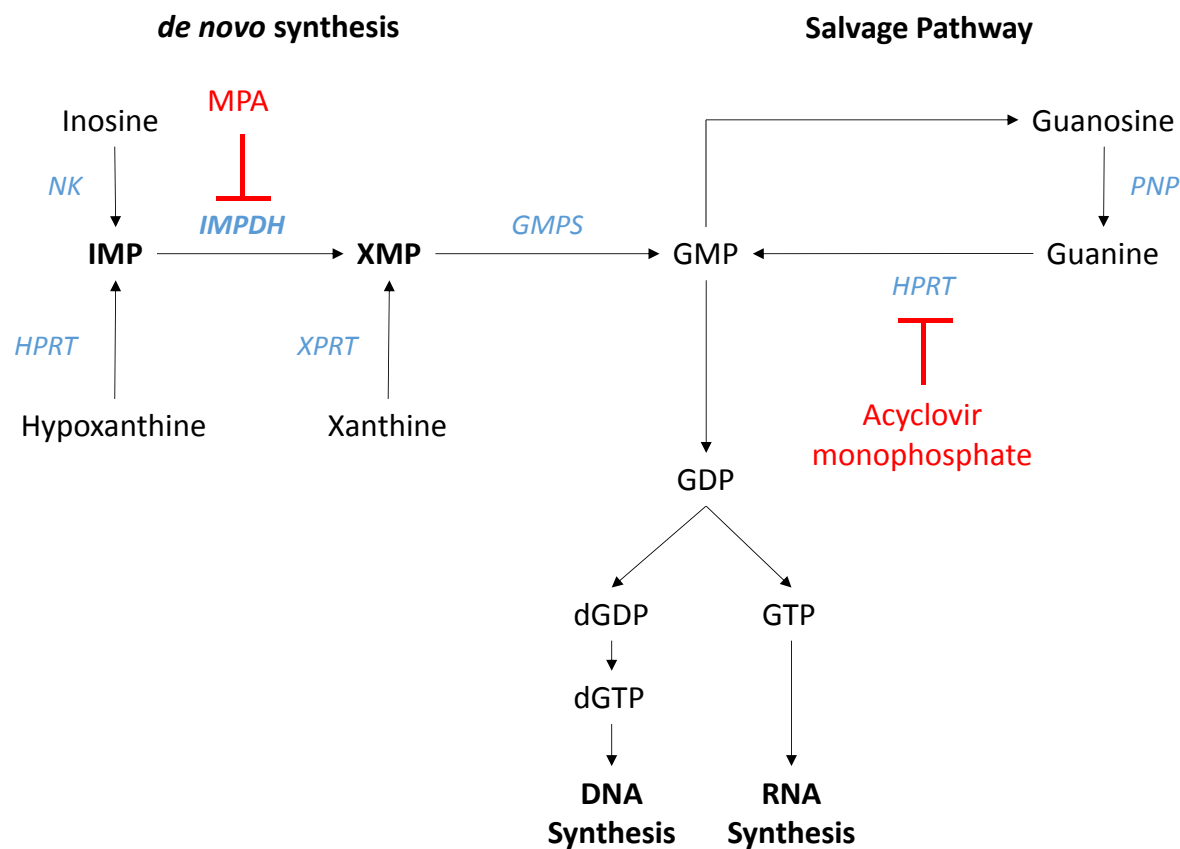 de novo synthesis
Salvage Pathway
MPA
Inosine
Guanosine
NK
PNP
IMPDH
GMPS
IMP
XMP
GMP
Guanine
HPRT
HPRT
XPRT
Hypoxanthine
Xanthine
Acyclovir
monophosphate
GDP
dGDP
GTP
dGTP
DNA
Synthesis
RNA
Synthesis